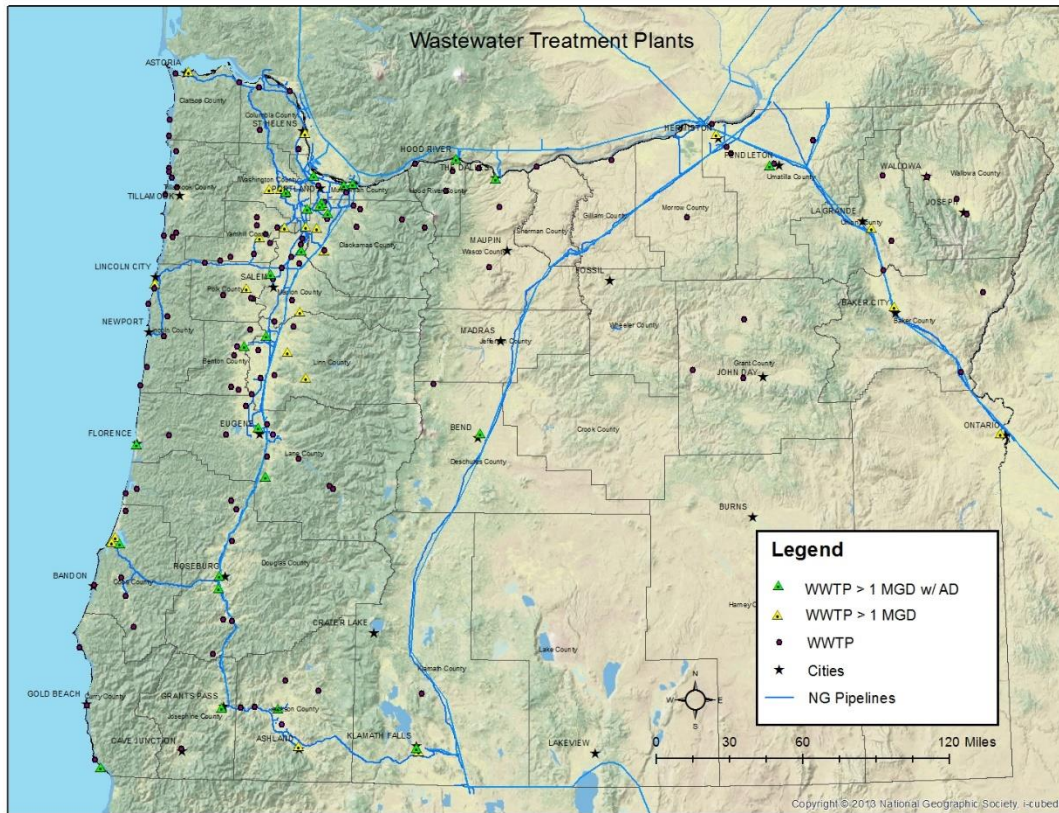 Wastewater Treatment Plants
ASTORIA
Clatsop County
Columbia County
ST HELENS
HERMISTON
HOOD RIVER
THE DALLES
PENDLETON
Umatilla County
WALLOWA
Wallowa County
Washington County
PORTLAND
Hood River County
TILLAMOOK
JOSEPH
LA GRANDE
Union County
Morrow County
Gilliam County
Sherman County
Yamhill County
Clackamas County
MAUPIN
Wasco County
LINCOLN CITY
SALEM
Marion County
Polk County
FOSSIL
BAKER CITY
Baker County
NEWPORT
Lincoln County
MADRAS
Jefferson County
Wheeler County
Benton County
Linn County
Grant County
JOHN DAY
FLORENCE
EUGENE
Lane County
BEND
Crook County
Deschutes County
ONTARIO
BURNS
ROSEBURG
Douglas County
BANDON
Coos County
CRATER LAKE
Klamath County
Lake County
GOLD BEACH
Curry County
GRANTS PASS
Josephine County
ASHLAND
KLAMATH FALLS
CAVE JUNCTION
LAKEVIEW
Legend
WWTP > 1 MGD w/ AD
WWTP > 1 MGD
WWTP
Cities
NG Pipelines
N
W
E
S
0 30 60 120 Miles
Copyright © 2013 National Geographic Society, i-cubed